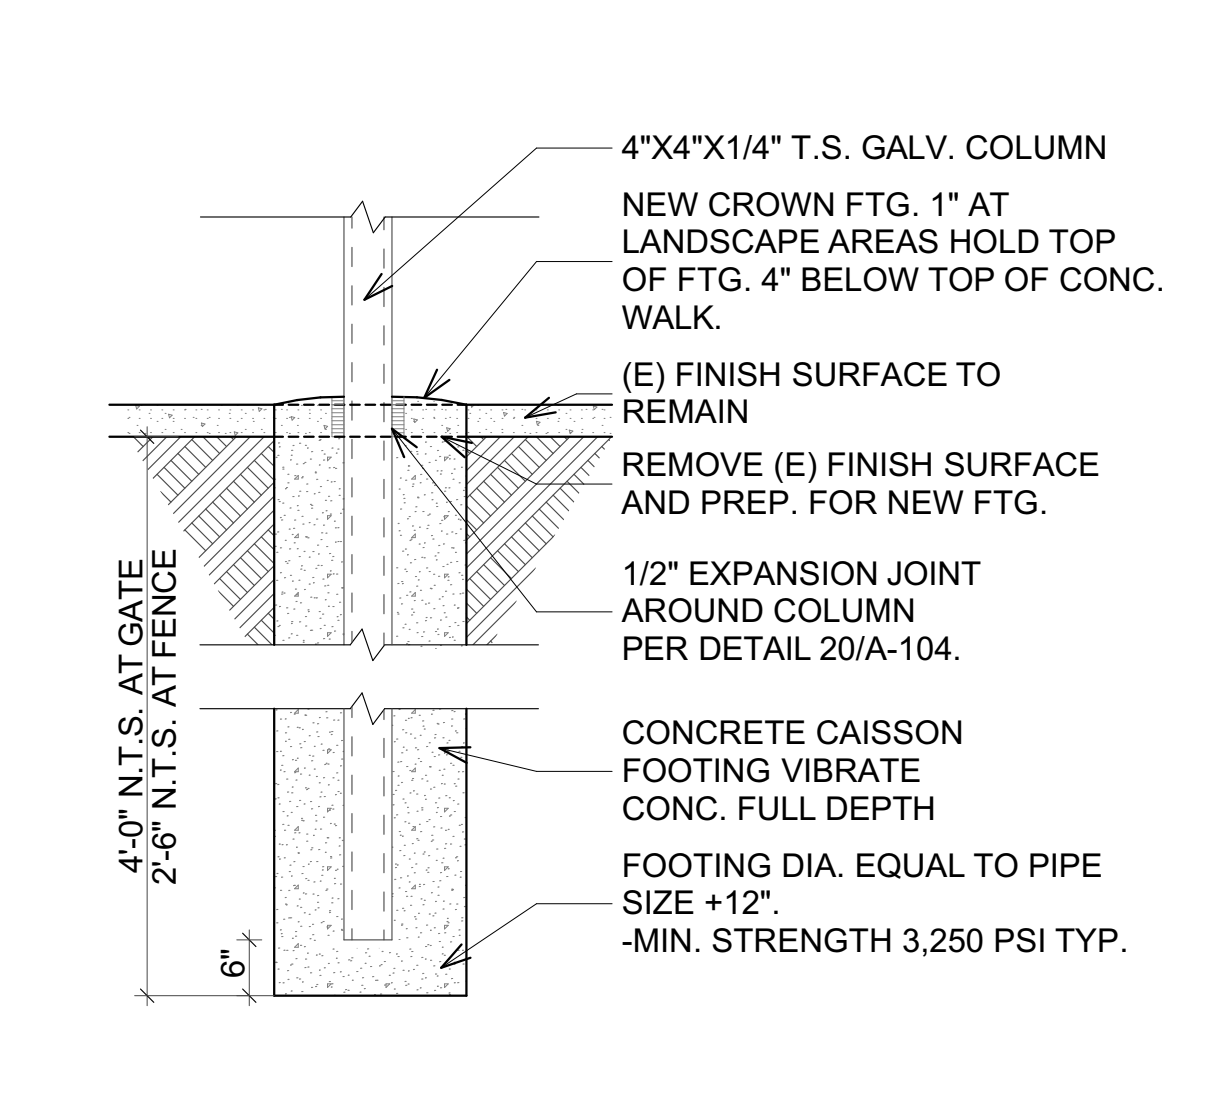 4"X4"X1/4" T.S. GALV. COLUMN
NEW CROWN FTG. 1" AT
LANDSCAPE AREAS HOLD TOP
OF FTG. 4" BELOW TOP OF CONC.
WALK.
(E) FINISH SURFACE TO
REMAIN
REMOVE (E) FINISH SURFACE
AND PREP. FOR NEW FTG.
1/2" EXPANSION JOINT
AROUND COLUMN
PER DETAIL 20/A-104.
CONCRETE CAISSON
FOOTING VIBRATE
CONC. FULL DEPTH
FOOTING DIA. EQUAL TO PIPE
SIZE +12".
-MIN. STRENGTH 3,250 PSI TYP.
4'-0" N.T.S. AT GATE
2'-6" N.T.S. AT FENCE
6"